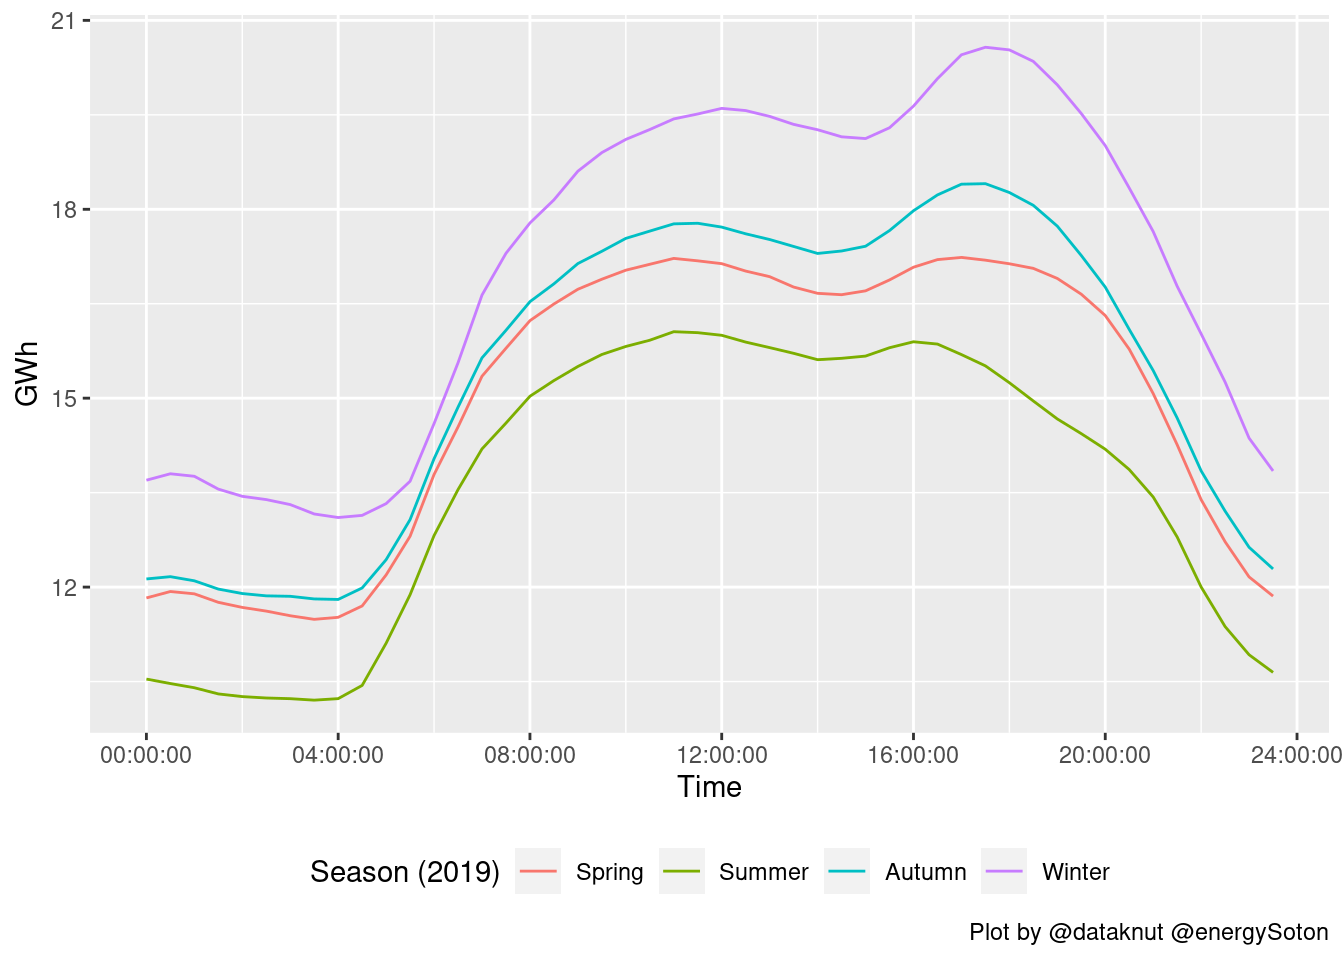 21
18
15
12
GWh
00:00:00 04:00:00 08:00:00 12:00:00 16:00:00 20:00:00 24:00:00
Time
Season (2019) Spring Summer Autumn Winter
Plot by @dataknut @energySoton